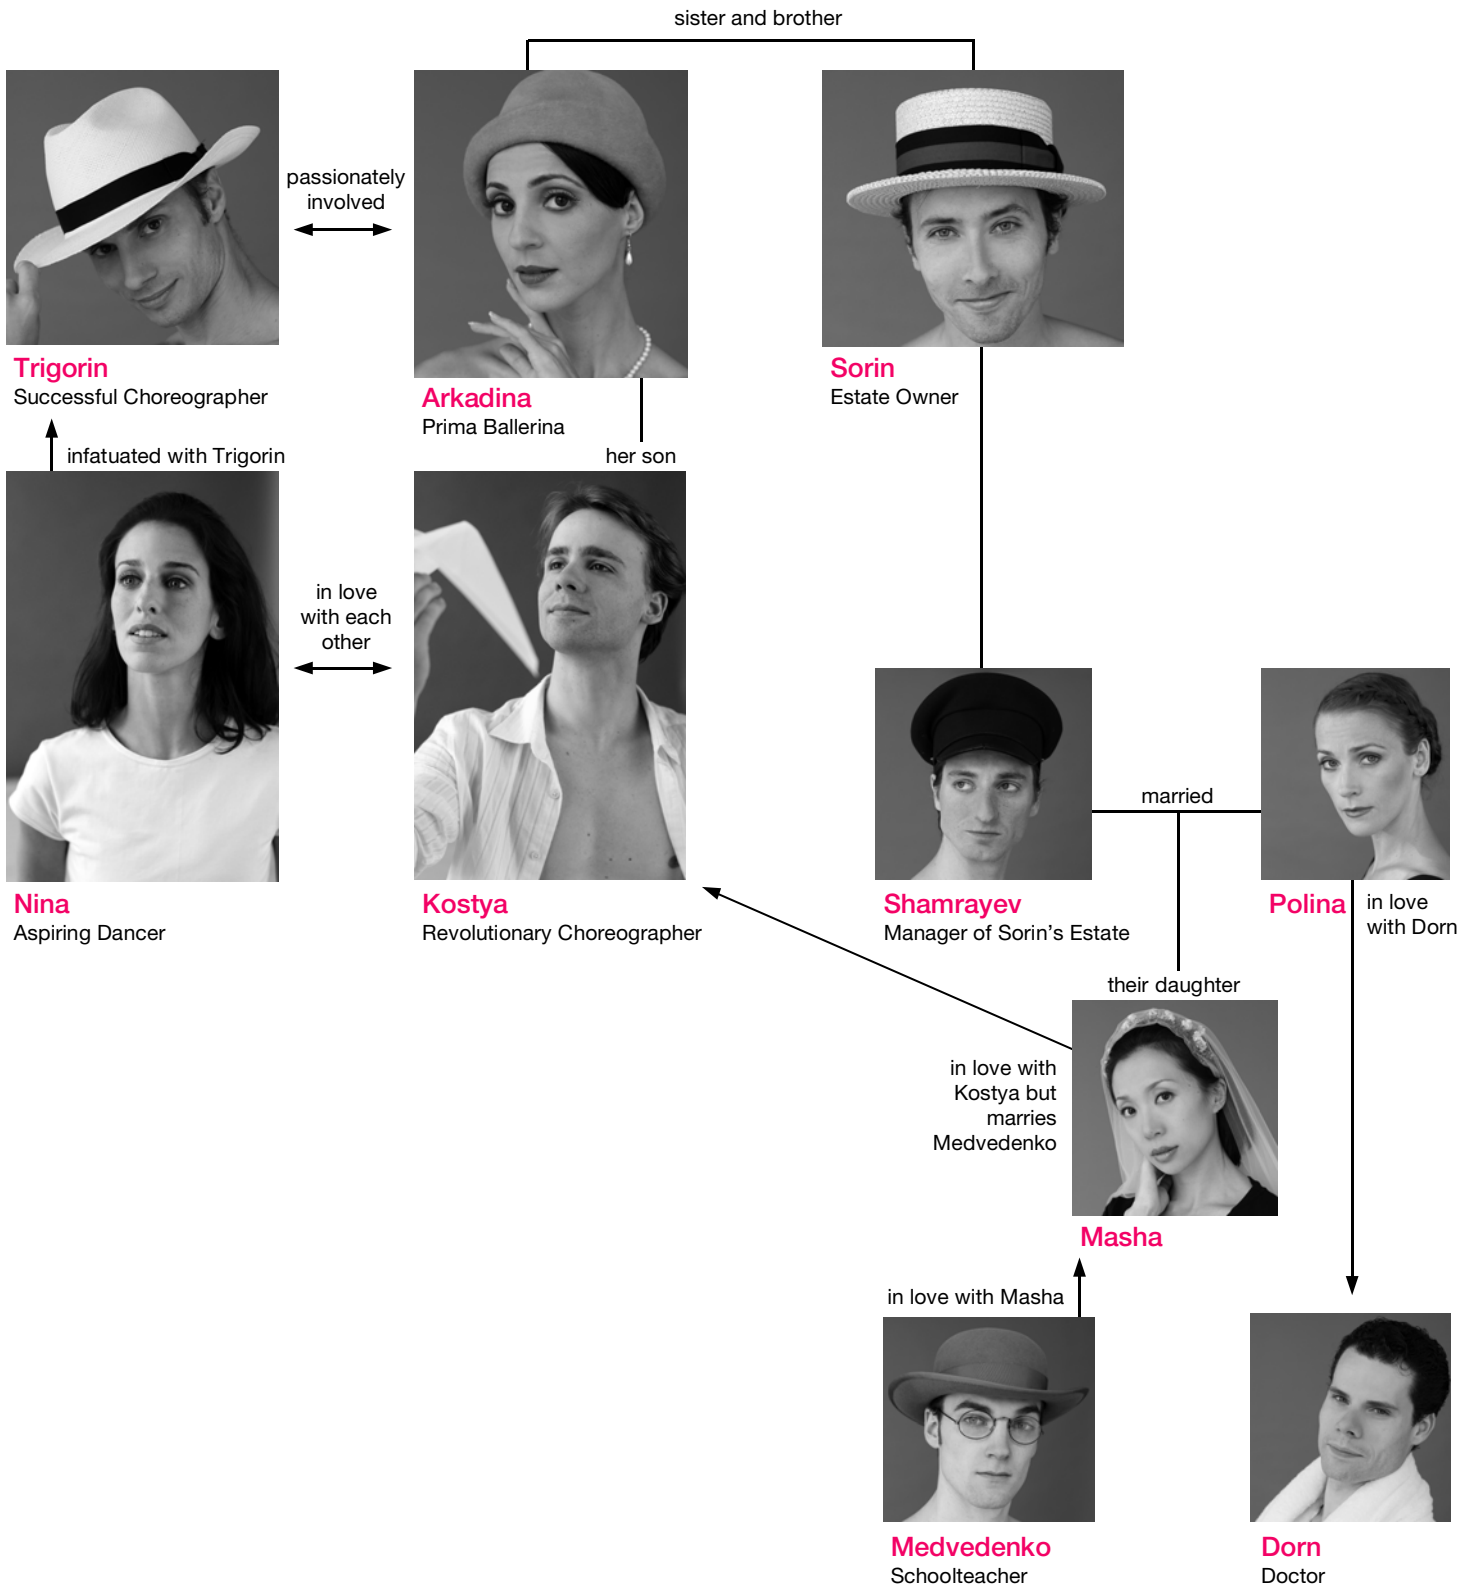 sister and brother
passionately
involved
Trigorin
Successful Choreographer
Arkadina
Prima Ballerina
Sorin
Estate Owner
infatuated with Trigorin
her son
in love
with each
other
married
Nina
Aspiring Dancer
Kostya
Revolutionary Choreographer
Shamrayev
Manager of Sorin’s Estate
Polina
in love
with Dorn
their daughter
in love with
Kostya but
marries
Medvedenko
Masha
in love with Masha
Medvedenko
Schoolteacher
Dorn
Doctor